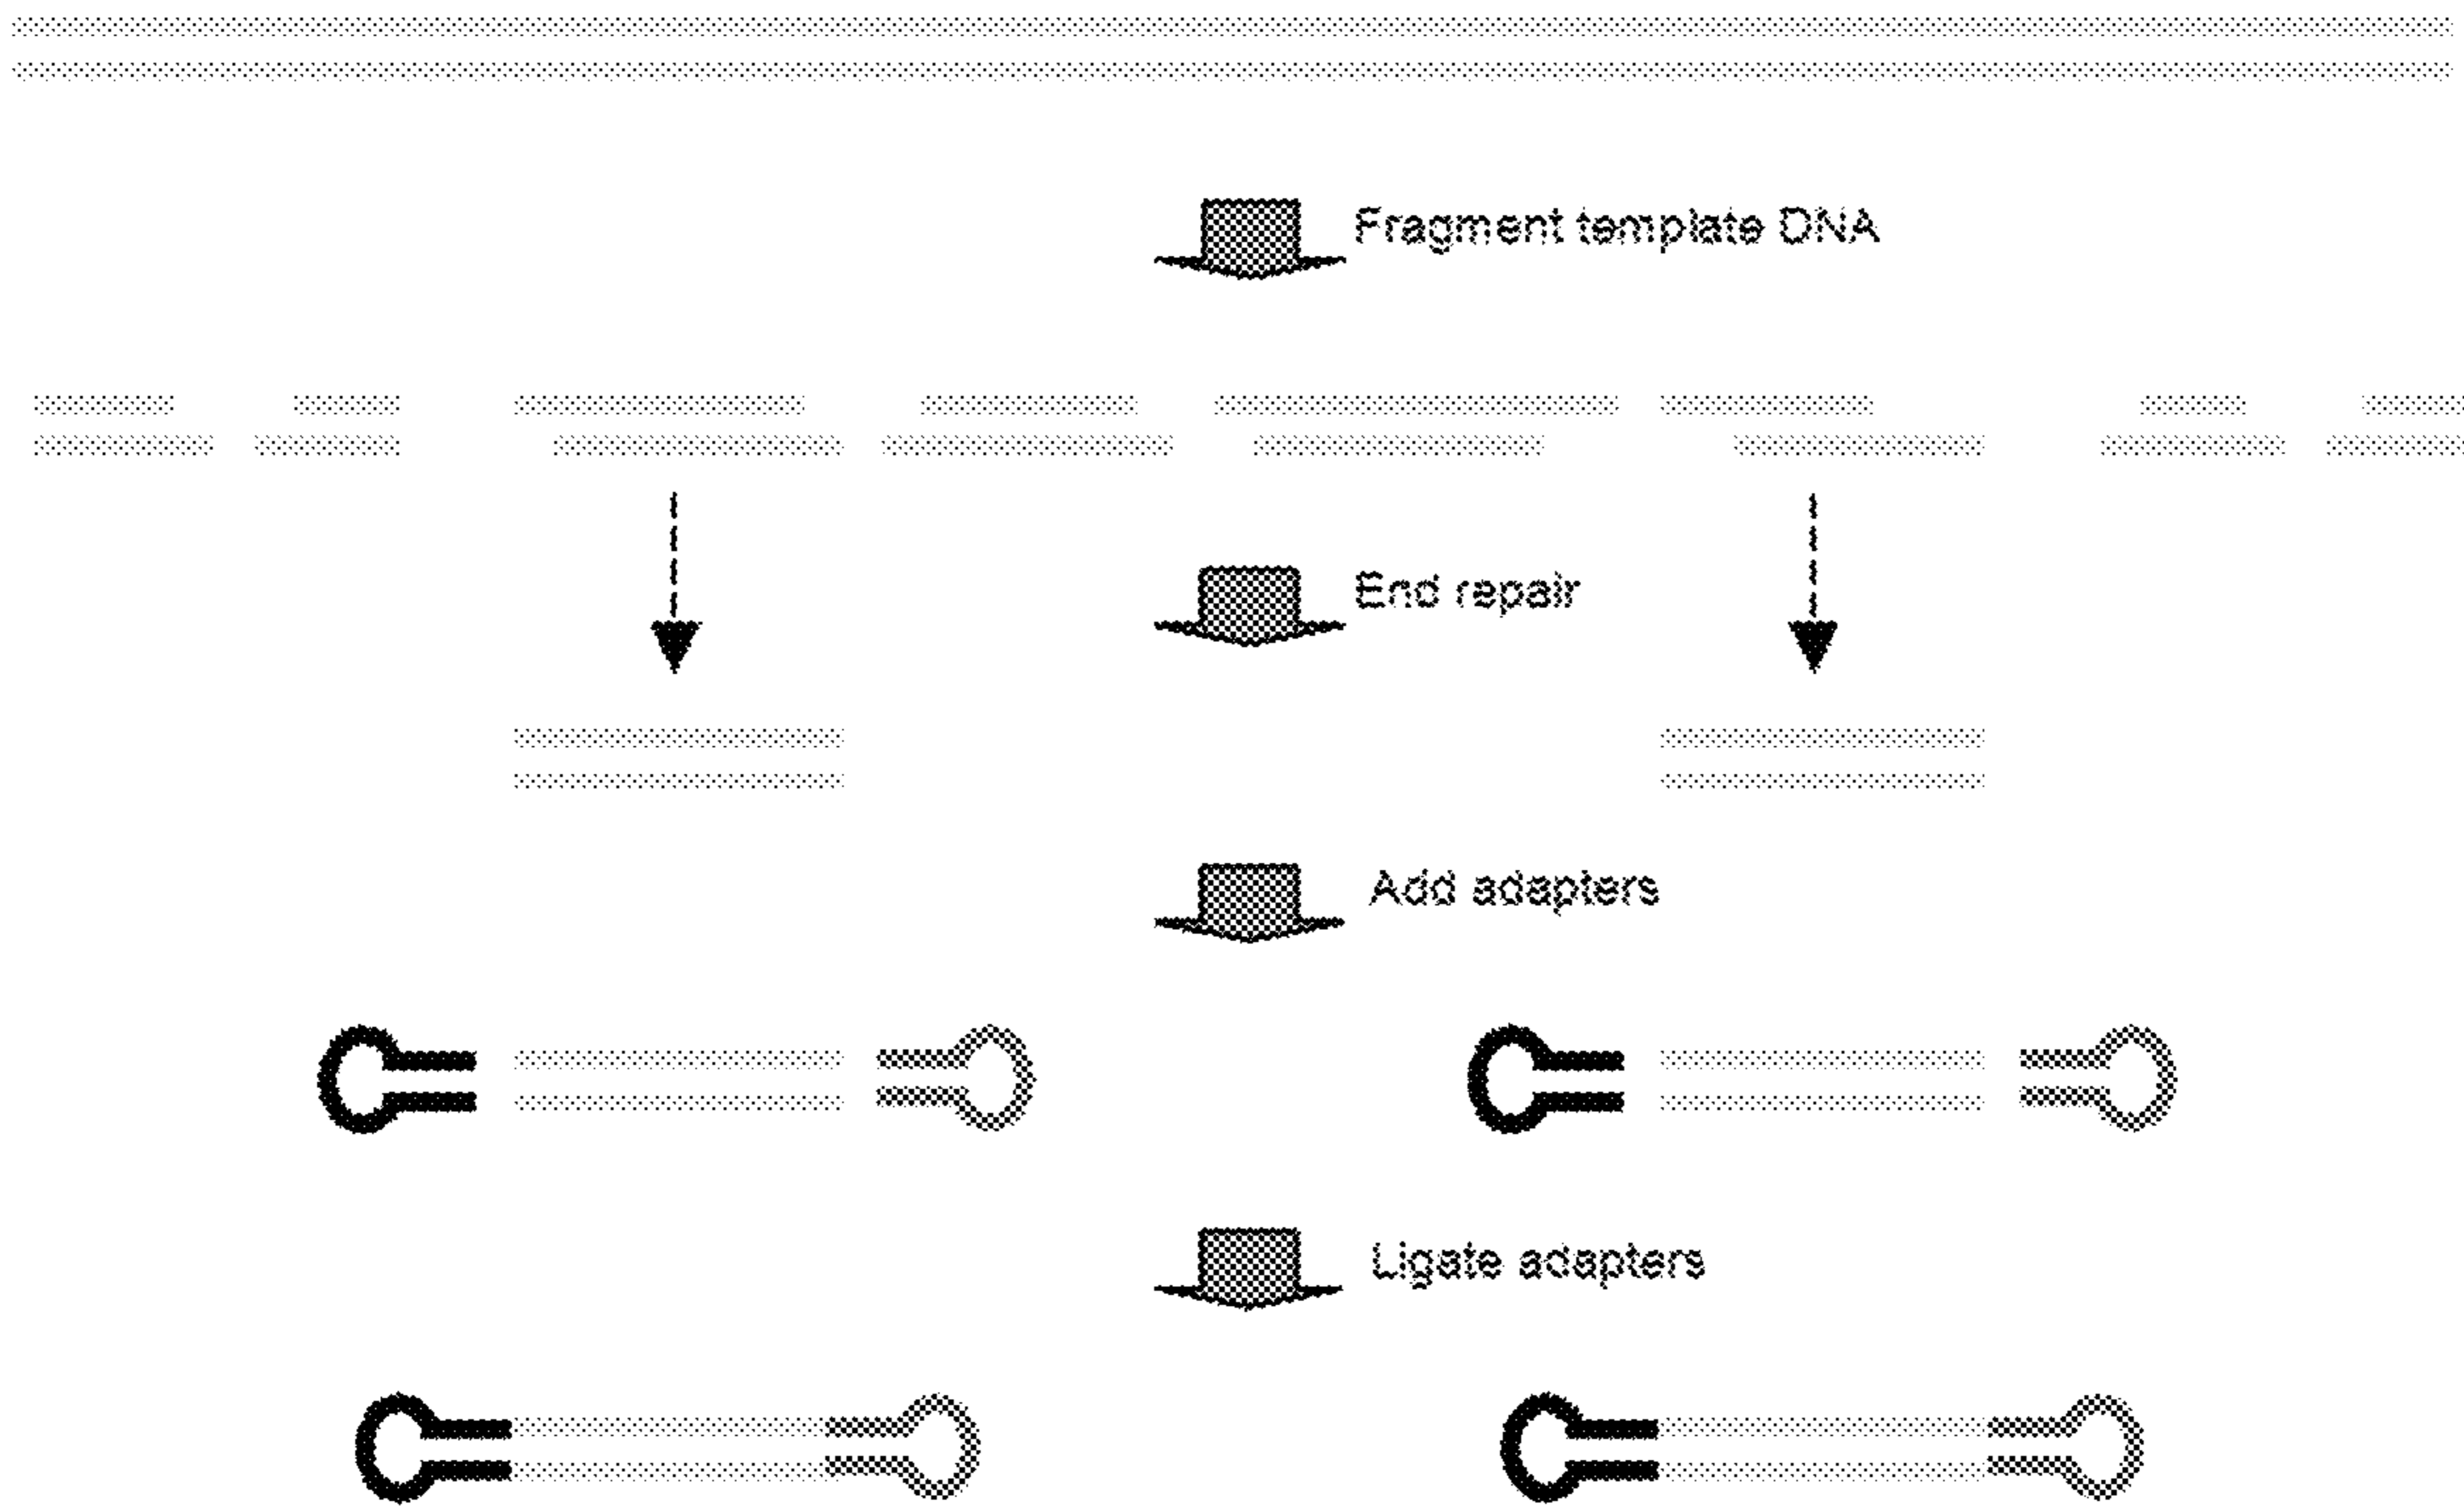 Fragment template DNA
End repair
Add adapters
Ligate adapters